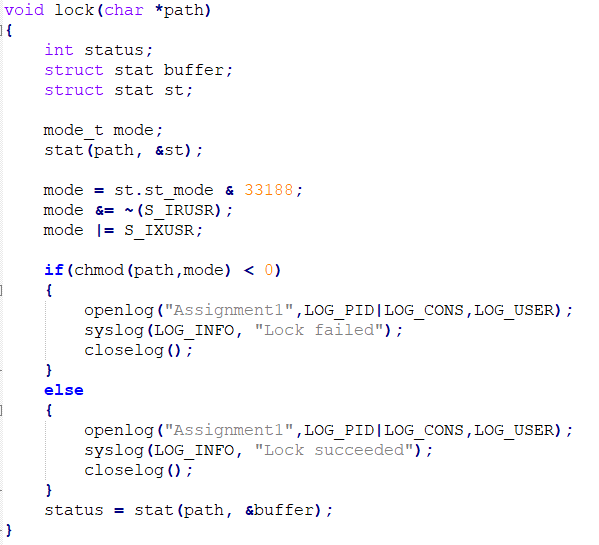 void lock(char *path)
{
    int status;
    struct stat buffer;
    struct stat st;

    mode_t mode;
    stat(path, &st);

    mode = st.st_mode & 33188;
    mode &= ~(S_IRUSR);
    mode |= S_IXUSR;

    if(chmod(path,mode) < 0)
    {
        openlog("Assignment1",LOG_PID|LOG_CONS,LOG_USER);
        syslog(LOG_INFO, "Lock failed");
        closelog();
    }
    else
    {
        openlog("Assignment1",LOG_PID|LOG_CONS,LOG_USER);
        syslog(LOG_INFO, "Lock succeeded");
        closelog();
    }
    status = stat(path, &buffer);
}